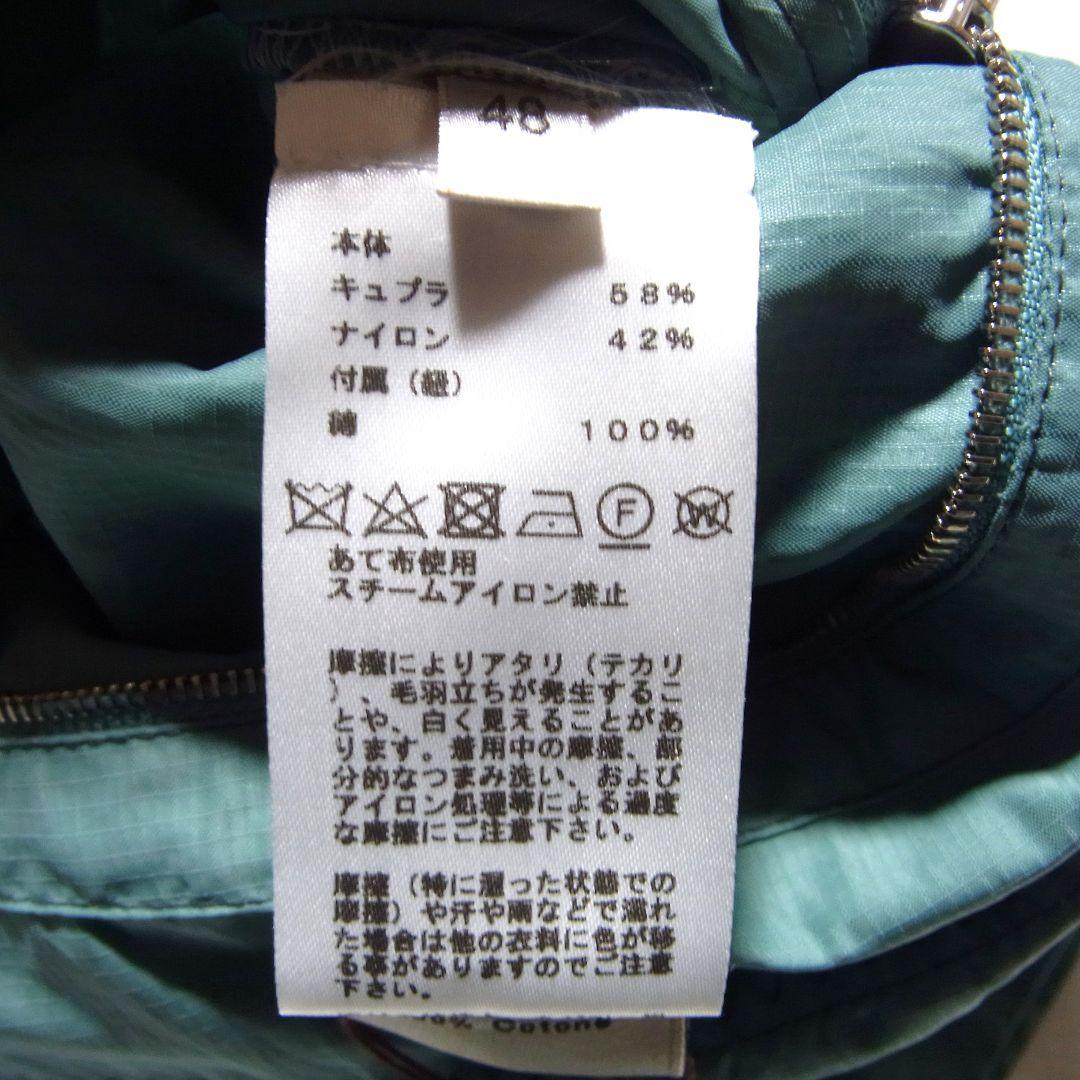 48
本体
キュプラ 58%
ナイロン 42%
付属（紐）
綿 100%
F W
あて布使用
スチームアイロン禁止
摩擦によりアタリ（テカリ
）、毛羽立ちが発生するこ
とや、白く見えることがあ
ります。着用中の摩擦、部
分的なつまみ洗い、および
アイロン処理等による過度
な摩擦にご注意下さい。
摩擦（特に湿った状態での
摩擦）や汗や雨などで濡れ
た場合は他の衣料に色が移
る事がありますのでご注意
下さい。
% Cotone